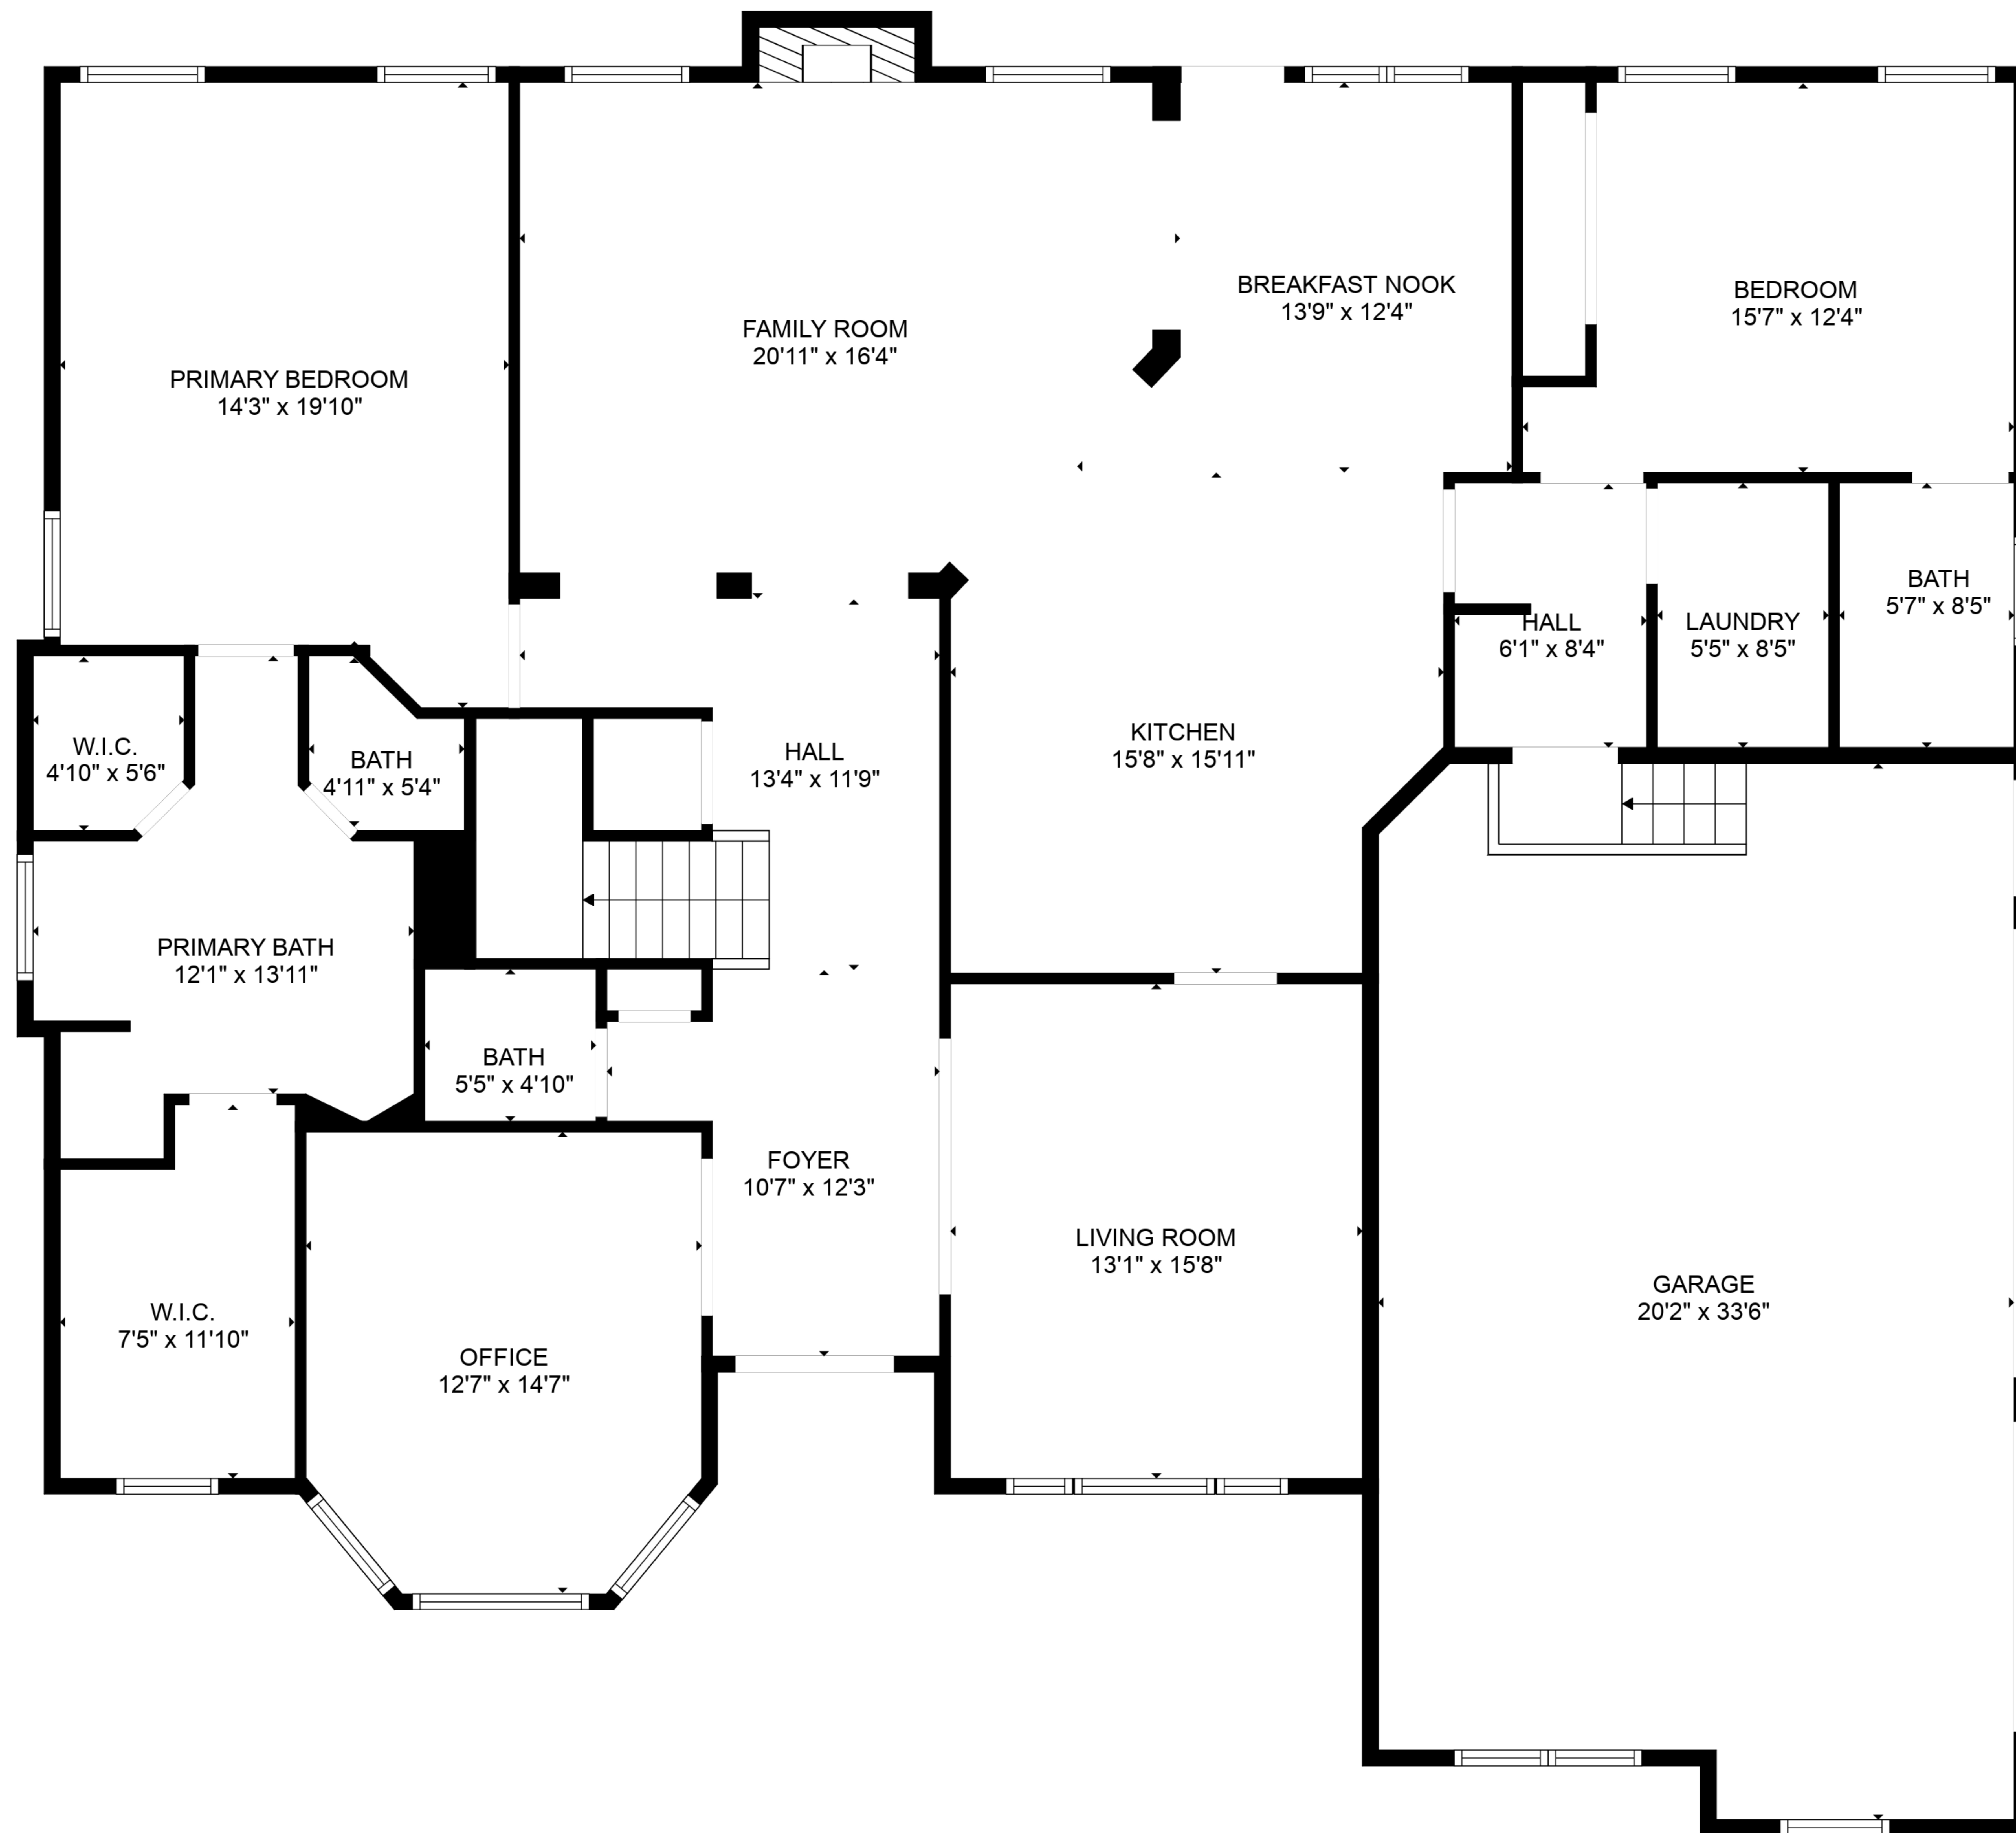 BREAKFAST NOOK
13'9" x 12'4"
BEDROOM
15'7" x 12'4"
FAMILY ROOM
20'11" x 16'4"
PRIMARY BEDROOM
14'3" x 19'10"
BATH
5'7" x 8'5"
HALL
6'1" x 8'4"
LAUNDRY
5'5" x 8'5"
W.I.C.
4'10" x 5'6"
BATH
4'11" x 5'4"
HALL
13'4" x 11'9"
KITCHEN
15'8" x 15'11"
PRIMARY BATH
12'1" x 13'11"
BATH
5'5" x 4'10"
FOYER
10'7" x 12'3"
LIVING ROOM
13'1" x 15'8"
GARAGE
20'2" x 33'6"
W.I.C.
7'5" x 11'10"
OFFICE
12'7" x 14'7"